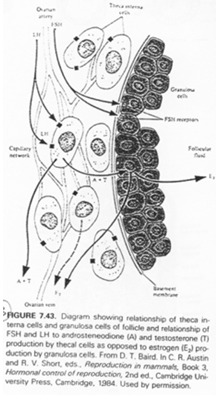 Ovarian
artery
Theca interna
cells
FSH
LH
Granulosa
cells
FSH receptors
LH
Capillary
network
Follicular
fluid
A + T
A + T
E₂
E₂
Basement
membrane
Ovarian vein
FIGURE 7.43. Diagram showing relationship of theca in-
terna cells and granulosa cells of follicle and relationship of
FSH and LH to androsteneodione (A) and testosterone (T)
production by thecal cells as opposed to estrogen (E₂) pro-
duction by granulosa cells. From D. T. Baird. In C. R. Austin
and R. V. Short, eds., Reproduction in mammals, Book 3,
Hormonal control of reproduction, 2nd ed., Cambridge Uni-
versity Press, Cambridge, 1984. Used by permission.